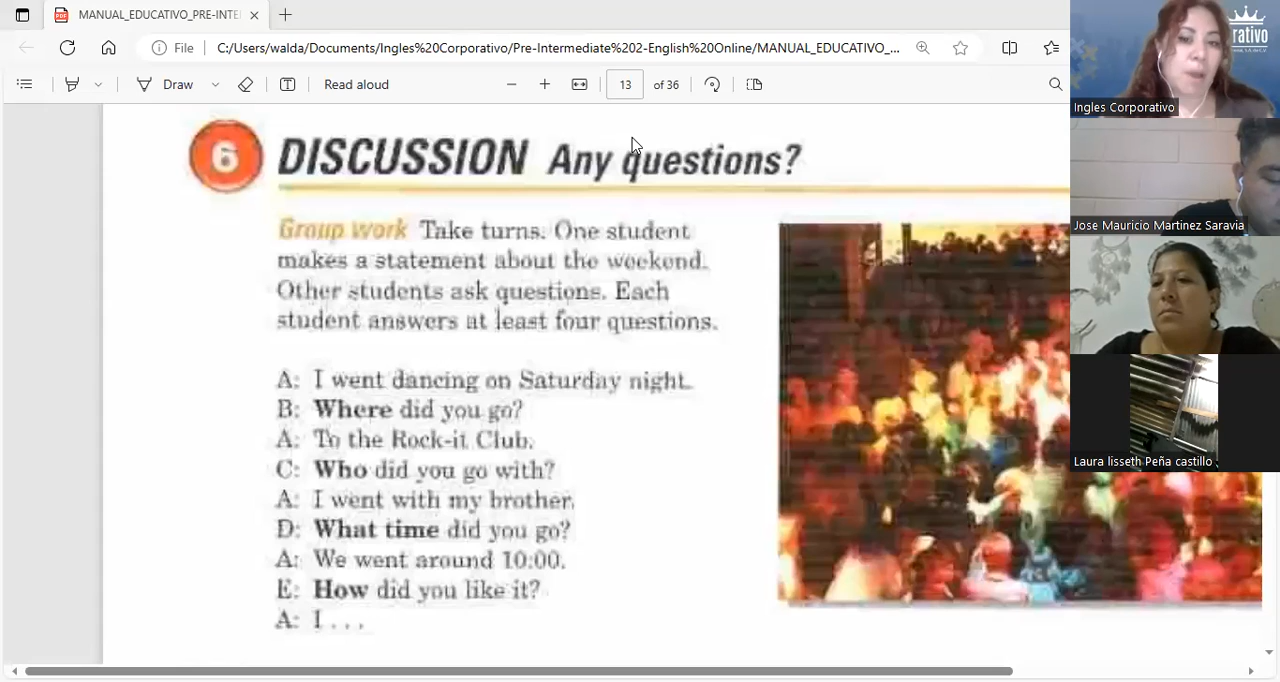 MANUAL_EDUCATIVO_PRE-INTE
File
C:/Users/walda/Documents/Ingles%20Corporativo/Pre-Intermediate%202-English%20Online/MANUAL_EDUCATIVO_...
Draw
Read aloud
13
of 36
6
DISCUSSION Any questions?
Group work Take turns. One student
makes a statement about the weekend.
Other students ask questions. Each
student answers at least four questions.
A: I went dancing on Saturday night.
B: Where did you go?
A: To the Rock-it Club.
C: Who did you go with?
A: I went with my brother.
D: What time did you go?
A: We went around 10:00.
E: How did you like it?
A: I . . .
rativo
Ingles Corporativo
Jose Mauricio Martinez Saravia
Laura lisseth Peña castillo